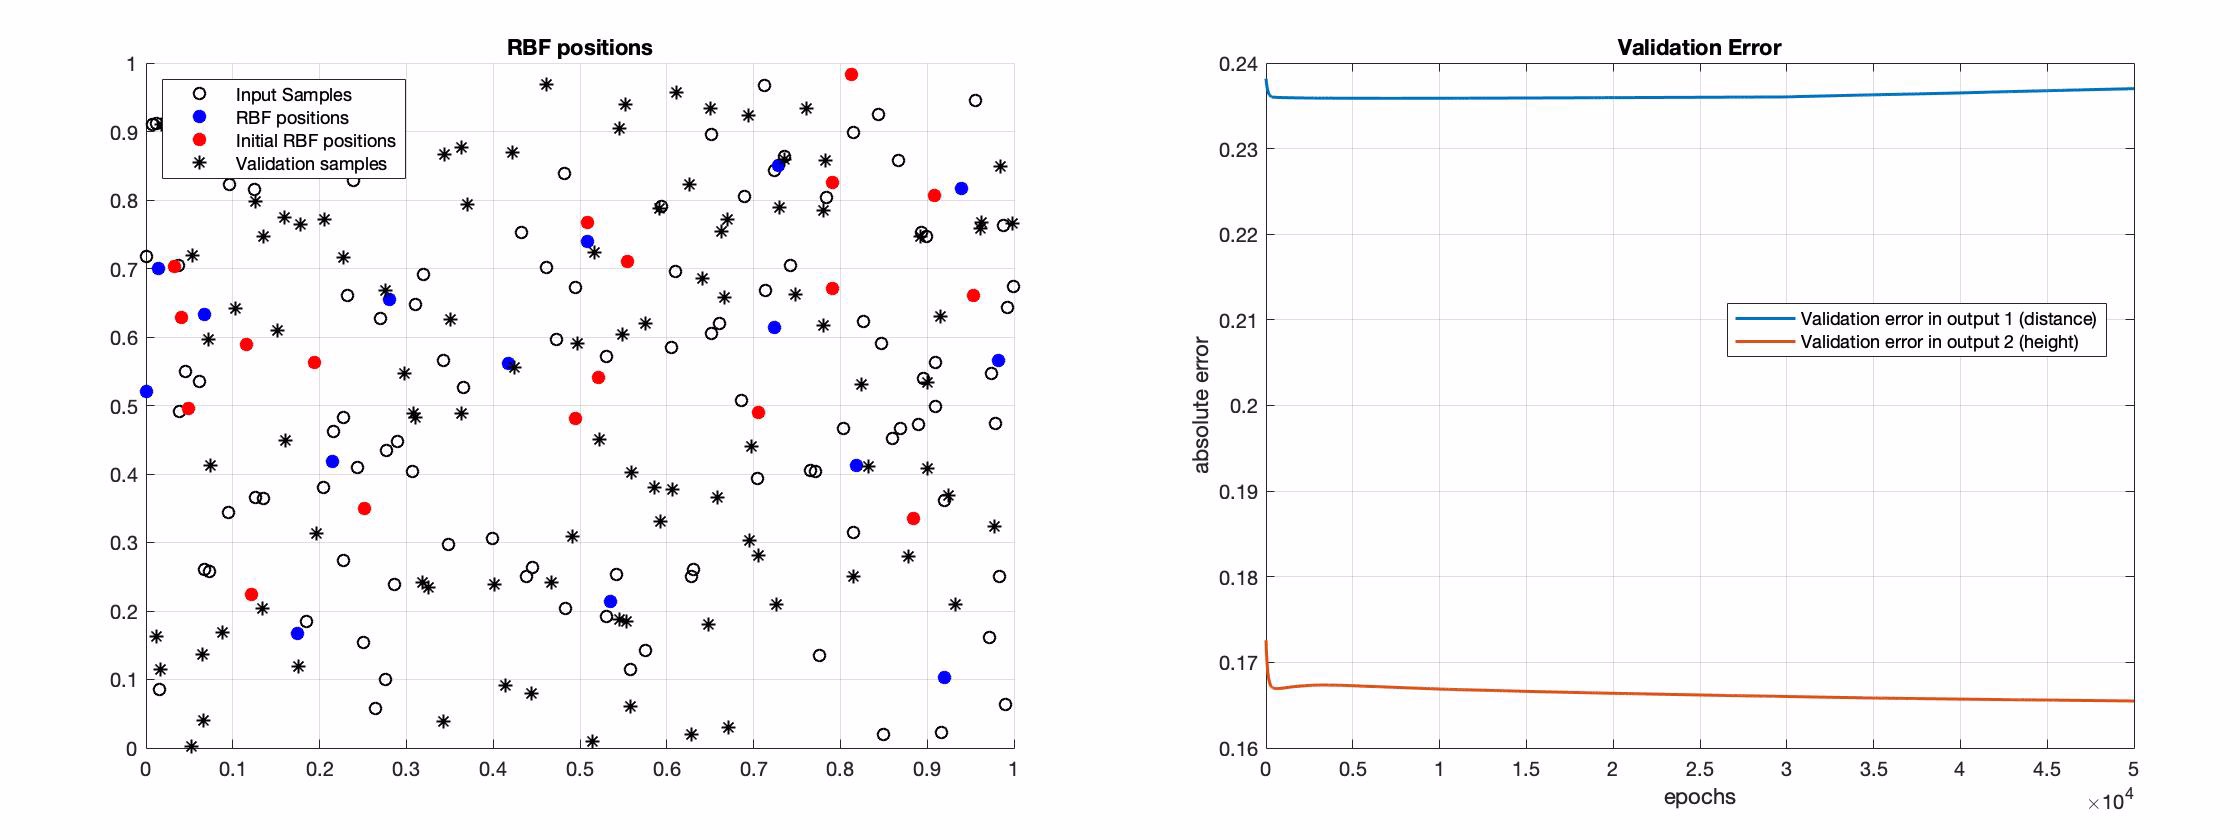 RBF positions
1
0.9
0.8
0.7
0.6
0.5
0.4
0.3
0.2
0.1
0
Input Samples
RBF positions
Initial RBF positions
Validation samples
0 0.1 0.2 0.3 0.4 0.5 0.6 0.7 0.8 0.9 1
Validation Error
0.24
0.23
0.22
0.21
0.2
0.19
0.18
0.17
0.16
absolute error
Validation error in output 1 (distance)
Validation error in output 2 (height)
0 0.5 1 1.5 2 2.5 3 3.5 4 4.5 5
epochs
×10⁴